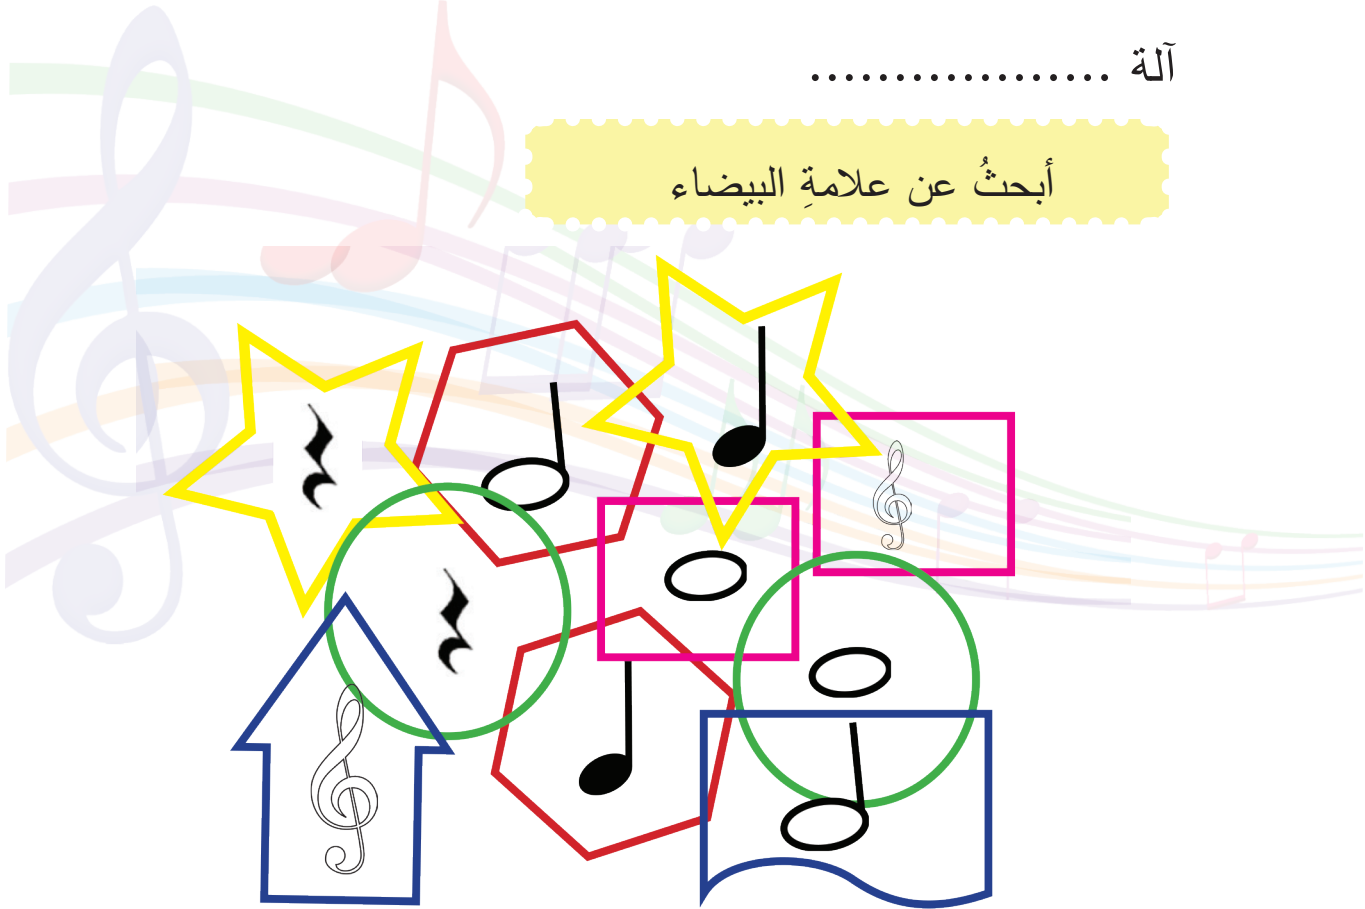 آلة ..................
أبحثُ عن علامةِ البيضاء